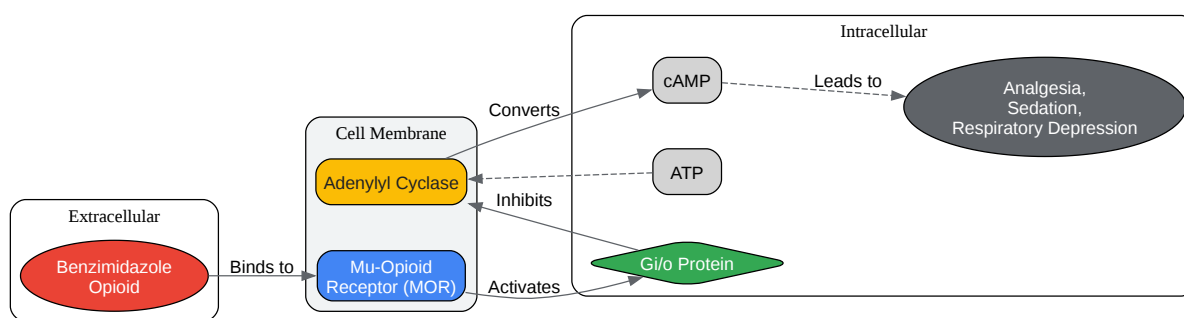 Intracellular
cAMP
Leads to
Analgesia,
Sedation,
Respiratory Depression
Converts
Cell Membrane
Adenylyl Cyclase
ATP
Inhibits
Extracellular
Benzimidazole
Opioid
Binds to
Mu-Opioid
Receptor (MOR)
Activates
Gi/o Protein